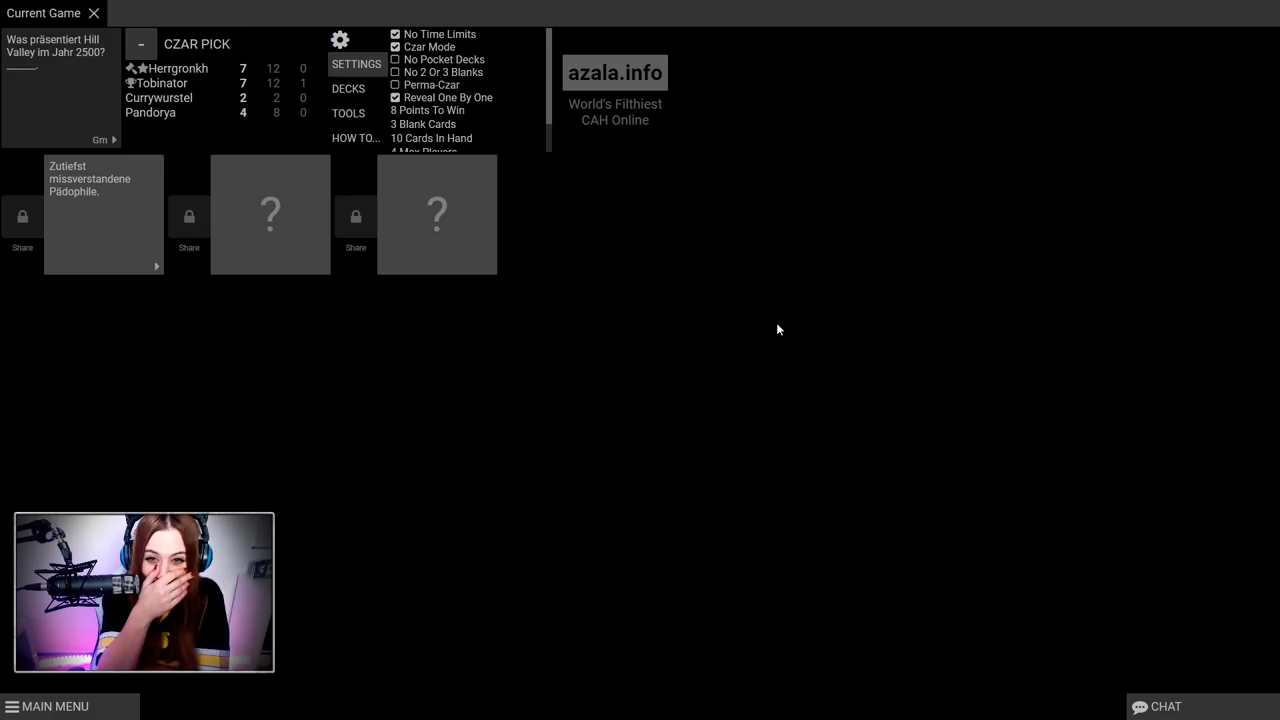 Current Game
Was präsentiert Hill
Valley im Jahr 2500?
______.
Gm
-
CZAR PICK
Herrgronkh 7 12 0
Tobinator 7 12 1
Currywurstel 2 2 0
Pandorya 4 8 0
SETTINGS
DECKS
TOOLS
HOW TO...
No Time Limits
Czar Mode
No Pocket Decks
No 2 Or 3 Blanks
Perma-Czar
Reveal One By One
8 Points To Win
3 Blank Cards
10 Cards In Hand
4 Max Players
azala.info
World's Filthiest
CAH Online
Zutiefst
missverstandene
Pädophile.
Share
?
Share
?
Share
MAIN MENU
CHAT